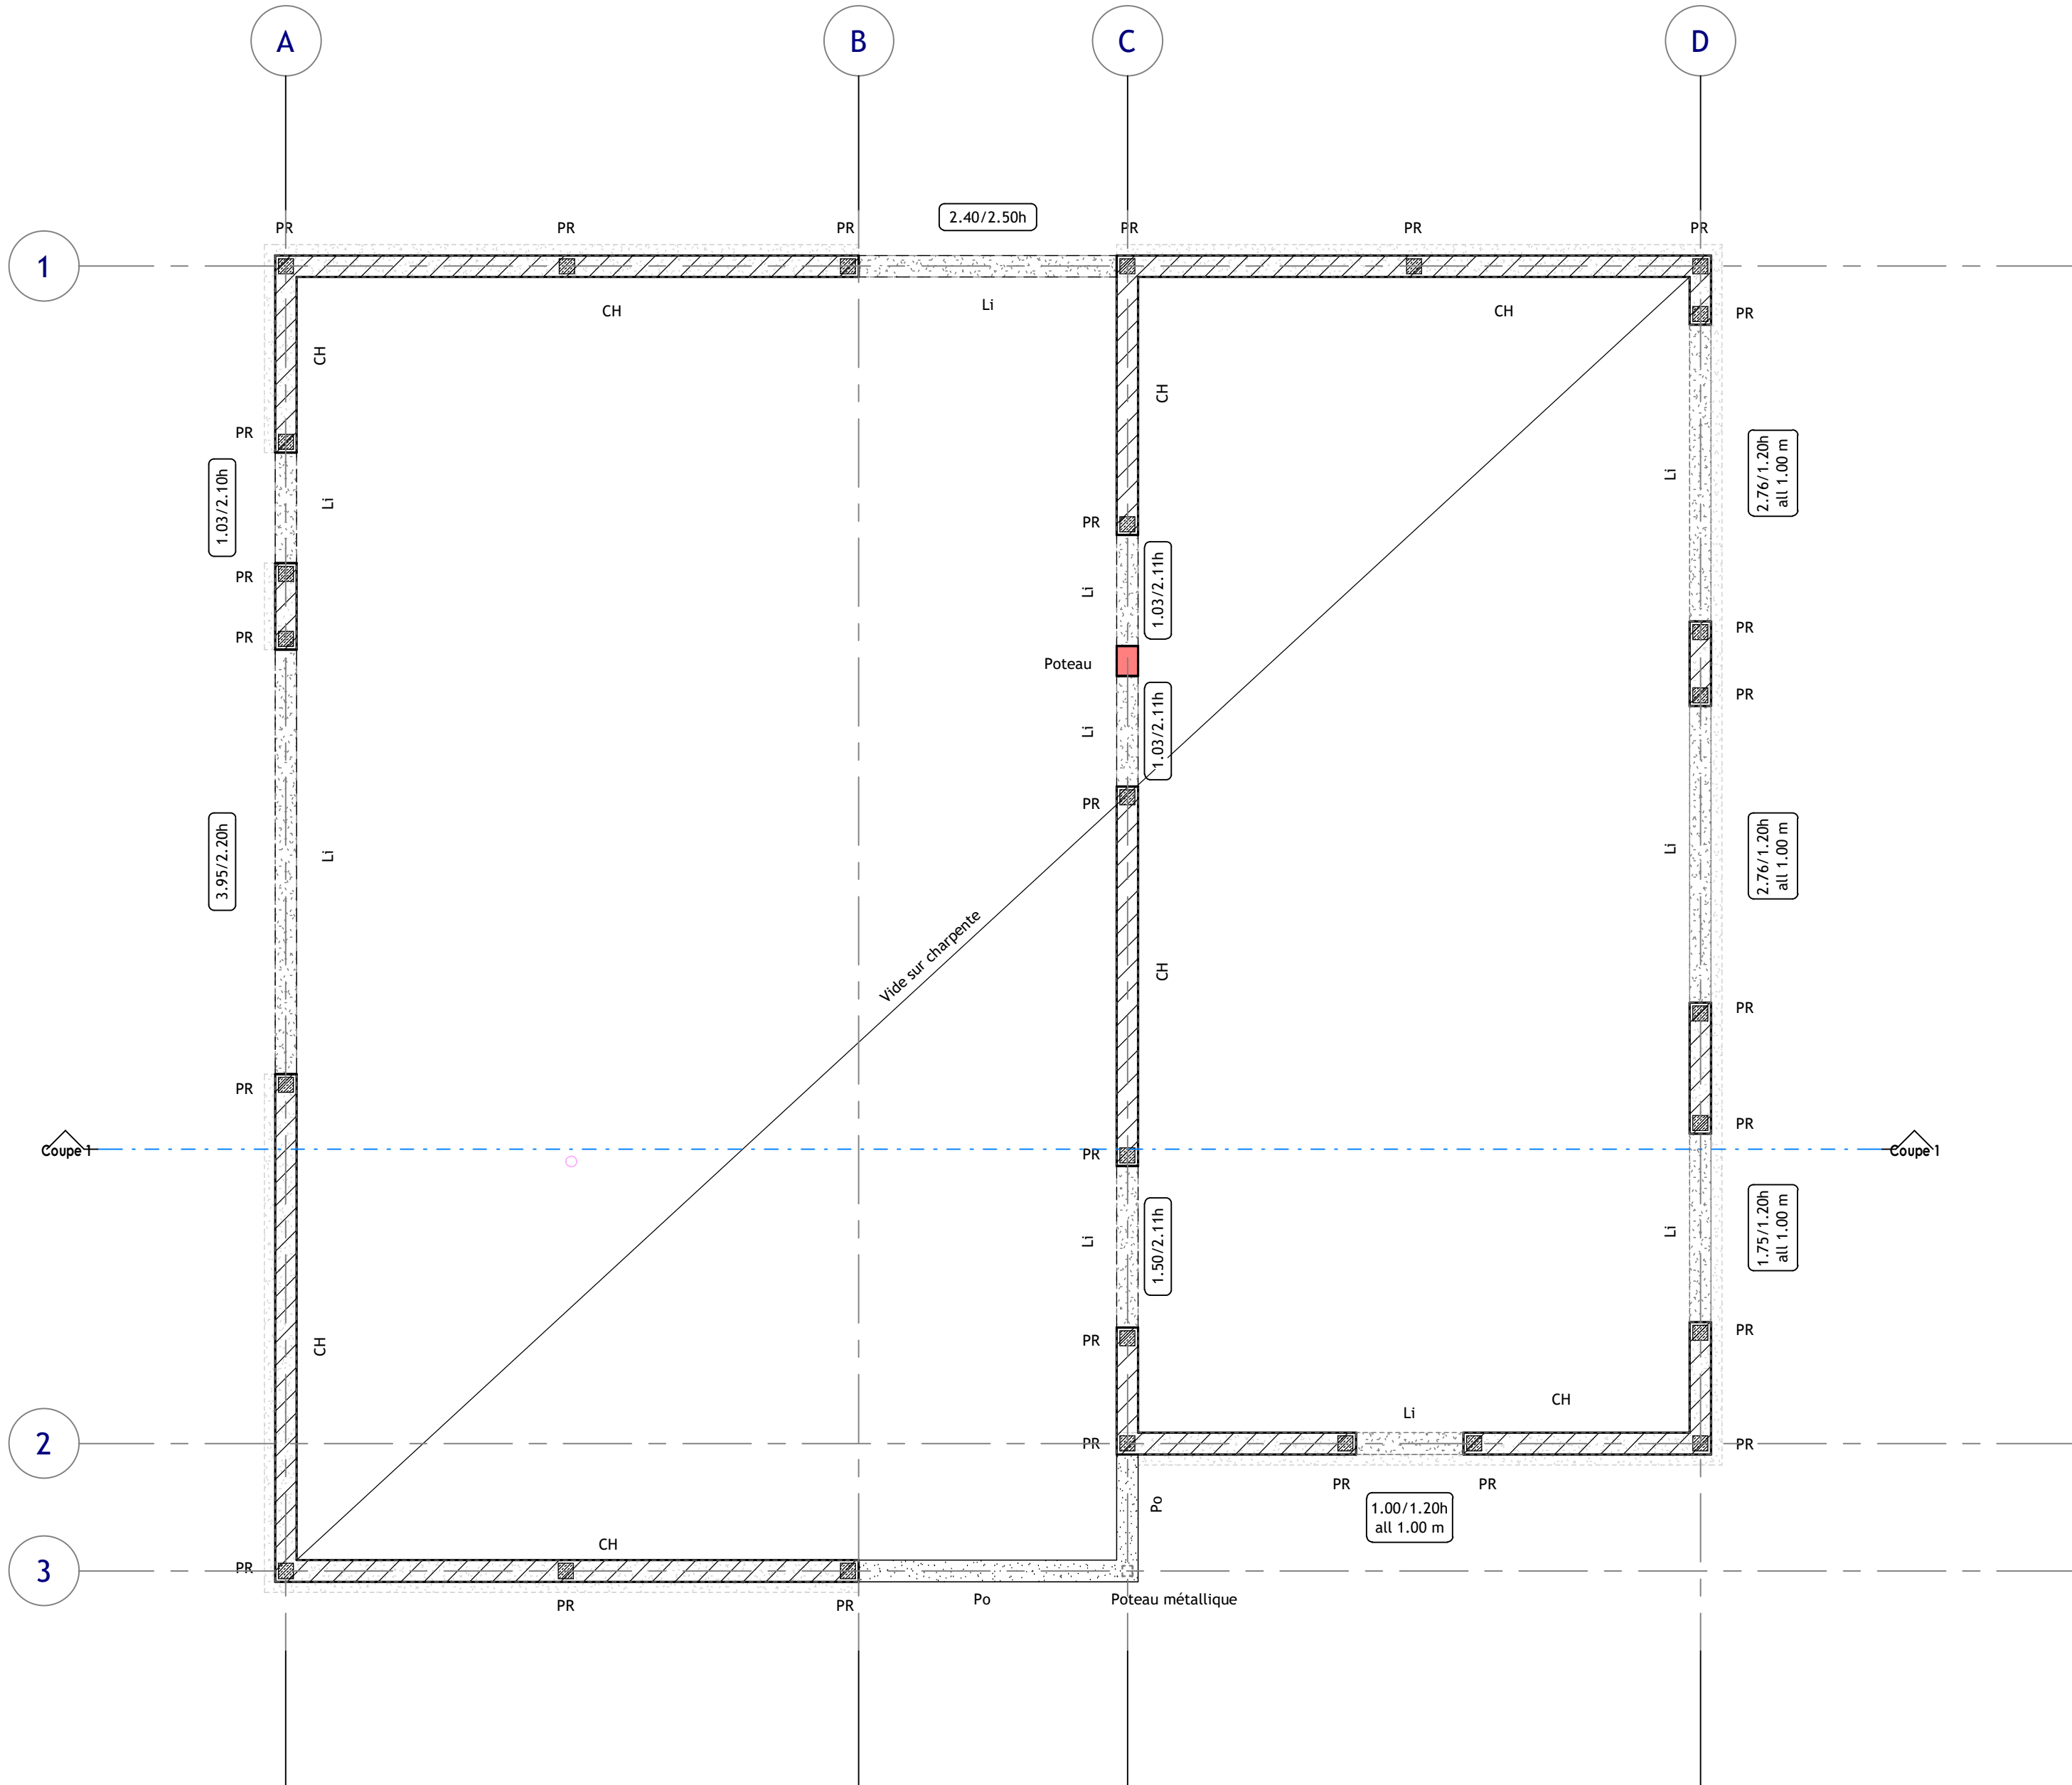 A
B
C
D
2.40/2.50h
PR
PR
PR
PR
PR
PR
1
CH
Li
CH
PR
CH
CH
PR
1.03/2.10h
Li
Li
2.76/1.20h
all 1.00 m
PR
PR
Li
1.03/2.11h
PR
PR
Poteau
PR
Li
1.03/2.11h
PR
3.95/2.20h
Li
Li
2.76/1.20h
all 1.00 m
Vide sur charpente
CH
PR
PR
PR
Coupe 1
PR
Coupe 1
Li
1.50/2.11h
Li
1.75/1.20h
all 1.00 m
CH
PR
PR
Li
CH
2
PR
PR
PR
PR
Po
1.00/1.20h
all 1.00 m
CH
3
PR
PR
PR
Po
Poteau métallique